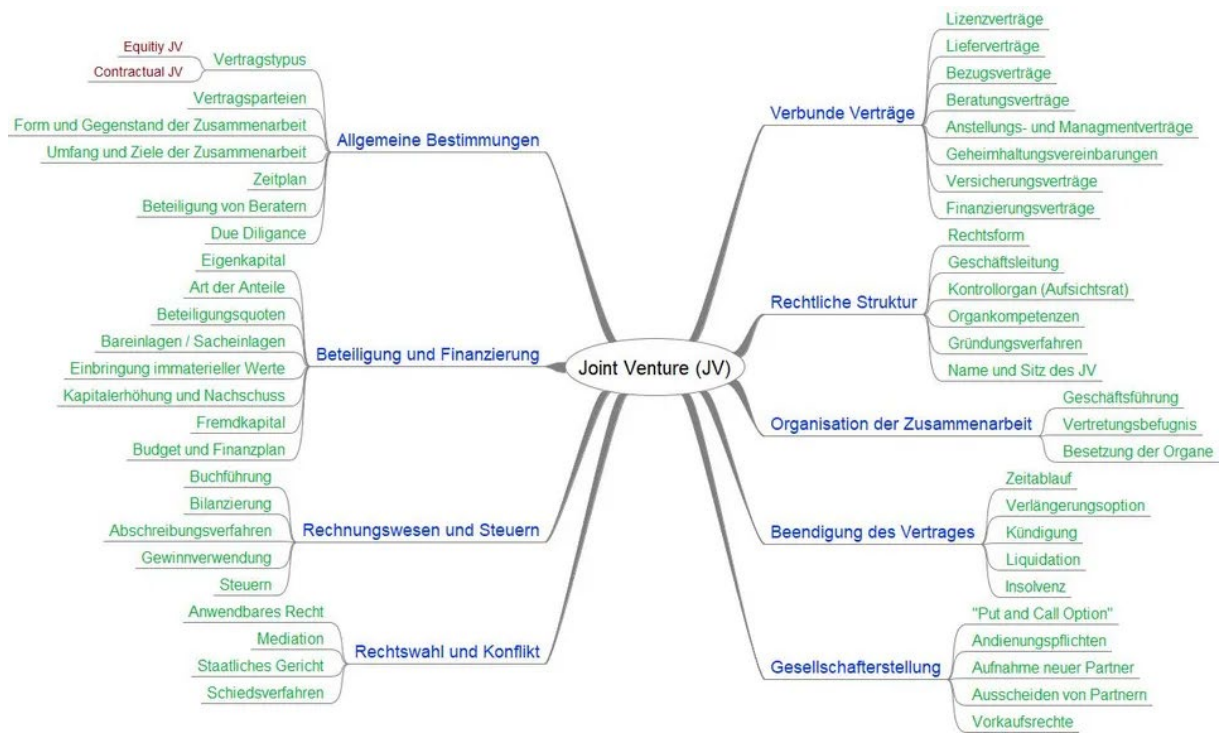 Joint Venture (JV)
Allgemeine Bestimmungen
Vertragstypus
Equitiy JV
Contractual JV
Vertragsparteien
Form und Gegenstand der Zusammenarbeit
Umfang und Ziele der Zusammenarbeit
Zeitplan
Beteiligung von Beratern
Due Diligance
Beteiligung und Finanzierung
Eigenkapital
Art der Anteile
Beteiligungsquoten
Bareinlagen / Sacheinlagen
Einbringung immaterieller Werte
Kapitalerhöhung und Nachschuss
Fremdkapital
Budget und Finanzplan
Rechnungswesen und Steuern
Buchführung
Bilanzierung
Abschreibungsverfahren
Gewinnverwendung
Steuern
Rechtswahl und Konflikt
Anwendbares Recht
Mediation
Staatliches Gericht
Schiedsverfahren
Verbunde Verträge
Lizenzverträge
Lieferverträge
Bezugsverträge
Beratungsverträge
Anstellungs- und Managmentverträge
Geheimhaltungsvereinbarungen
Versicherungsverträge
Finanzierungsverträge
Rechtliche Struktur
Rechtsform
Geschäftsleitung
Kontrollorgan (Aufsichtsrat)
Organkompetenzen
Gründungsverfahren
Name und Sitz des JV
Organisation der Zusammenarbeit
Geschäftsführung
Vertretungsbefugnis
Besetzung der Organe
Beendigung des Vertrages
Zeitablauf
Verlängerungsoption
Kündigung
Liquidation
Insolvenz
Gesellschafterstellung
"Put and Call Option"
Andienungspflichten
Aufnahme neuer Partner
Ausscheiden von Partnern
Vorkaufsrechte